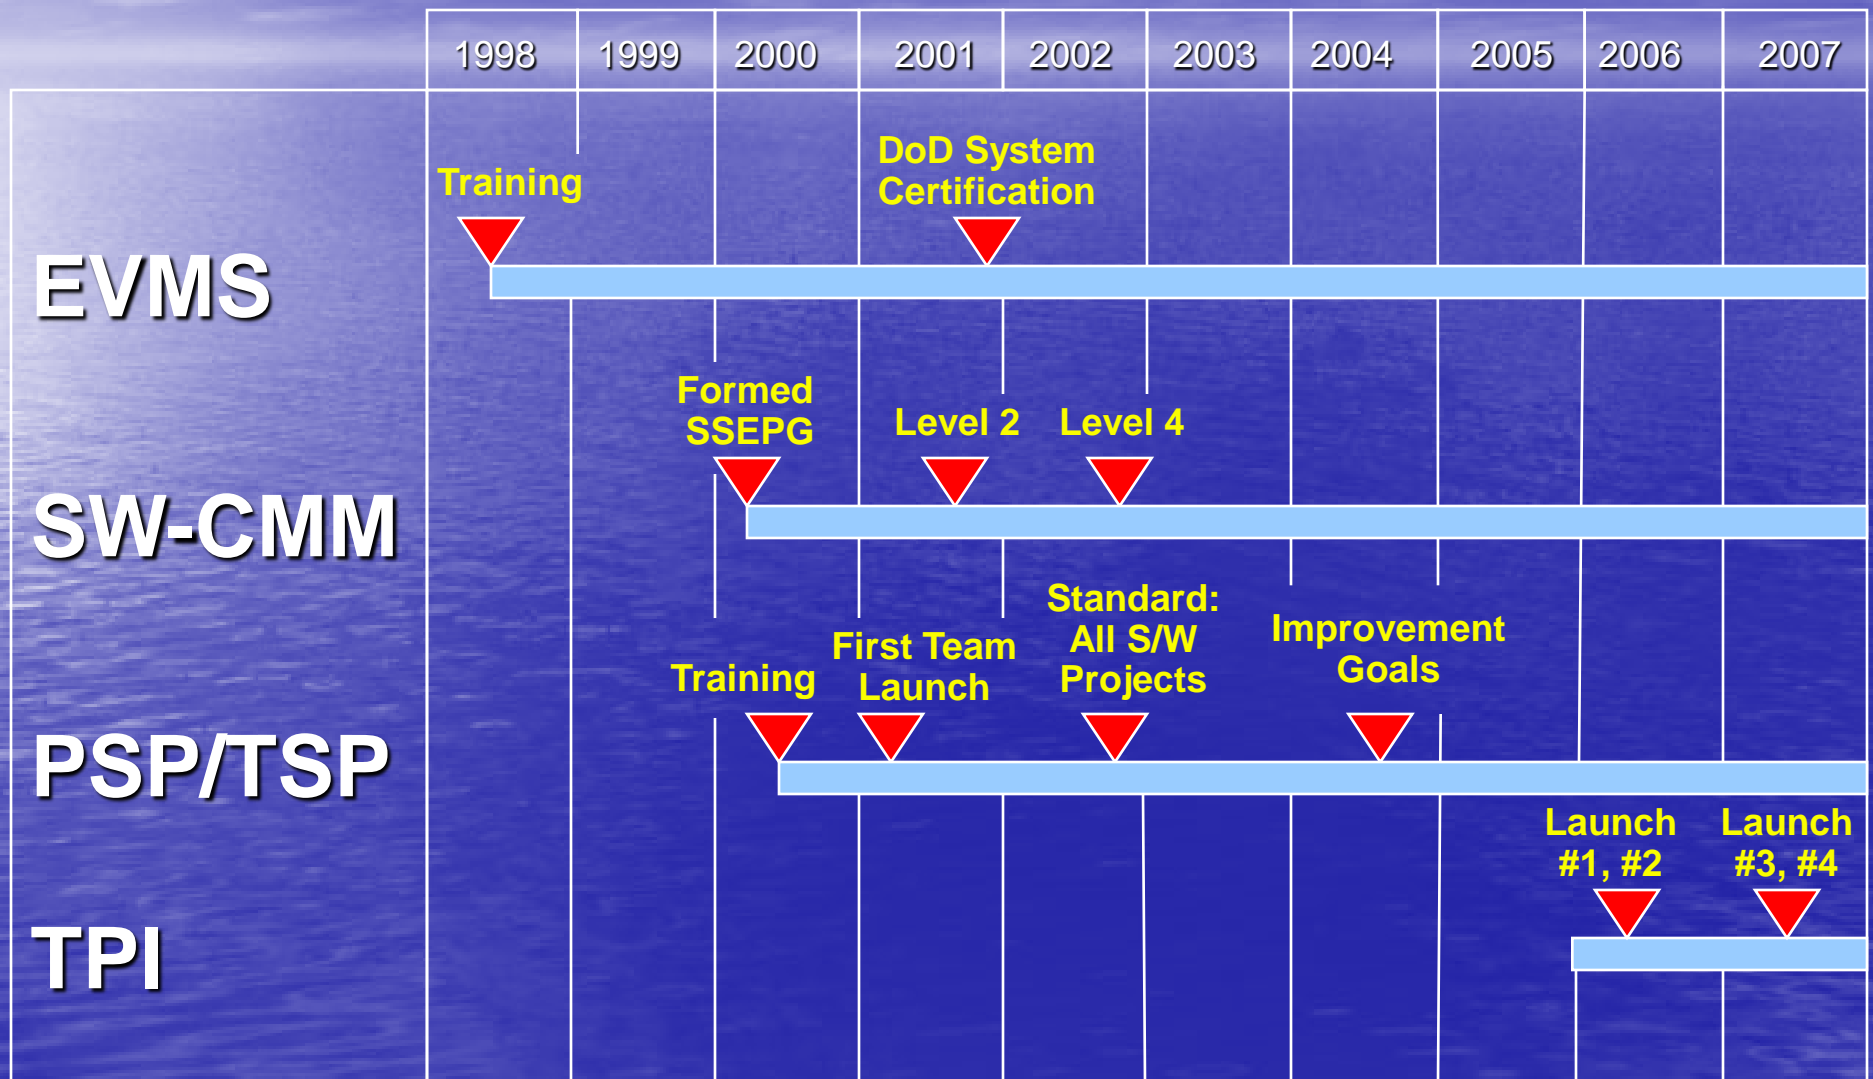 1998 1999 2000 2001 2002 2003 2004 2005 2006 2007
EVMS
Training
DoD System
Certification
SW-CMM
Formed
SSEPG
Level 2
Level 4
PSP/TSP
Training
First Team
Launch
Standard:
All S/W
Projects
Improvement
Goals
TPI
Launch
#1, #2
Launch
#3, #4